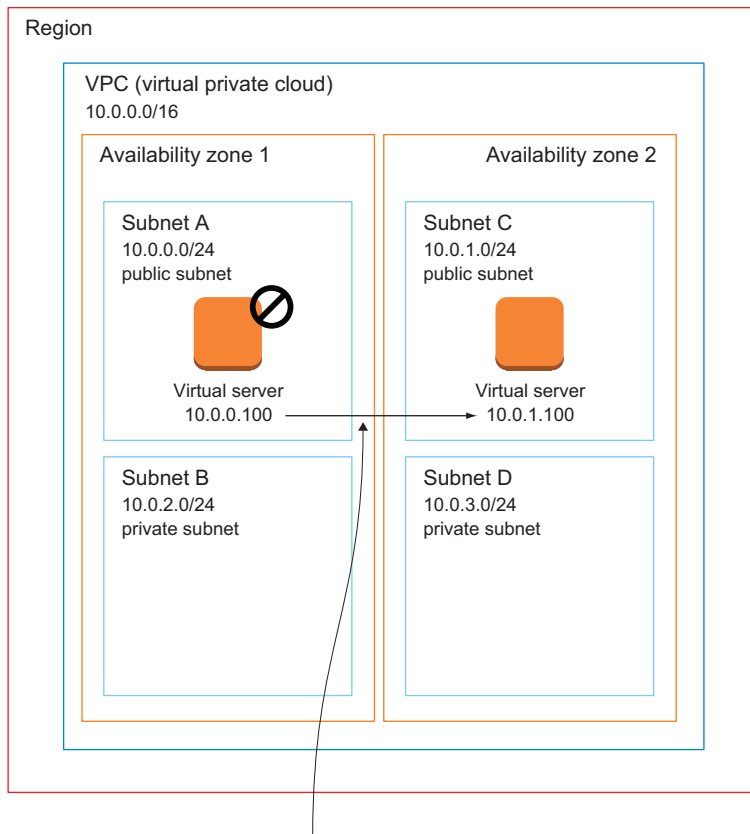 Region
VPC (virtual private cloud)
10.0.0.0/16
Availability zone 1
Availability zone 2
Subnet A
10.0.0.0/24
public subnet
Virtual server
10.0.0.100
Subnet C
10.0.1.0/24
public subnet
Virtual server
10.0.1.100
Subnet B
10.0.2.0/24
private subnet
Subnet D
10.0.3.0/24
private subnet